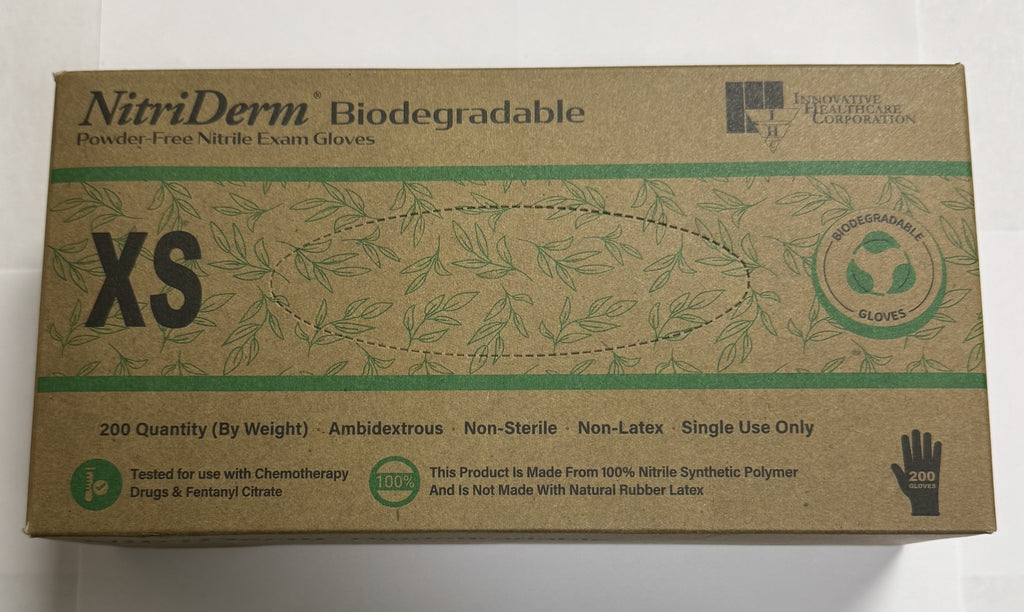 NitriDerm® Biodegradable
Powder-Free Nitrile Exam Gloves
IHC
INNOVATIVE
HEALTHCARE
CORPORATION
XS
BIODEGRADABLE
GLOVES
200 Quantity (By Weight) · Ambidextrous · Non-Sterile · Non-Latex · Single Use Only
Tested for use with Chemotherapy
Drugs & Fentanyl Citrate
100%
This Product Is Made From 100% Nitrile Synthetic Polymer
And Is Not Made With Natural Rubber Latex
200
GLOVES